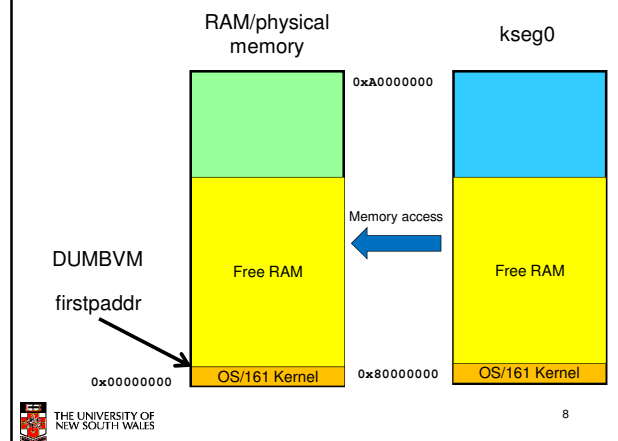 RAM/physical
memory
kseg0
0xA0000000
Memory access
DUMBVM
firstpaddr
Free RAM
Free RAM
0x00000000
OS/161 Kernel
0x80000000
OS/161 Kernel
THE UNIVERSITY OF
NEW SOUTH WALES
8